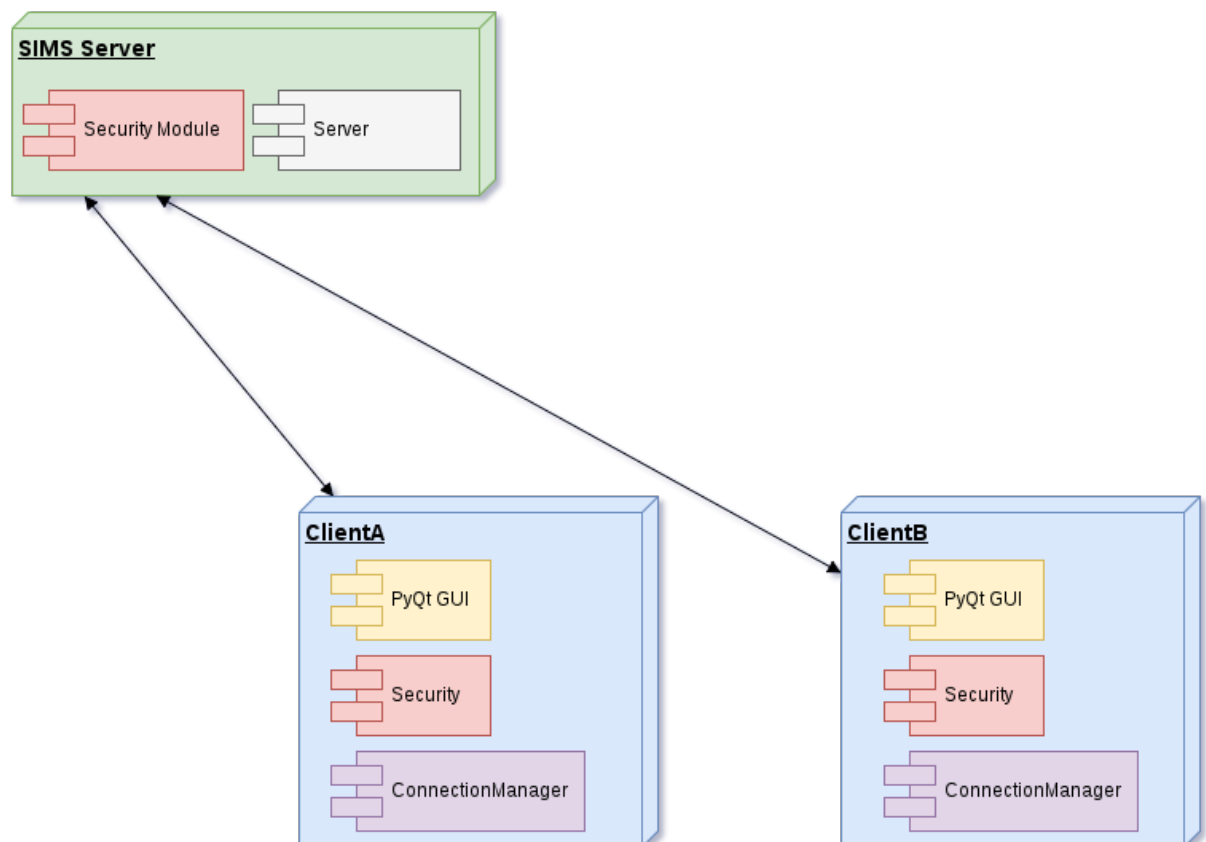 SIMS Server
Security Module
Server
ClientA
PyQt GUI
Security
ConnectionManager
ClientB
PyQt GUI
Security
ConnectionManager